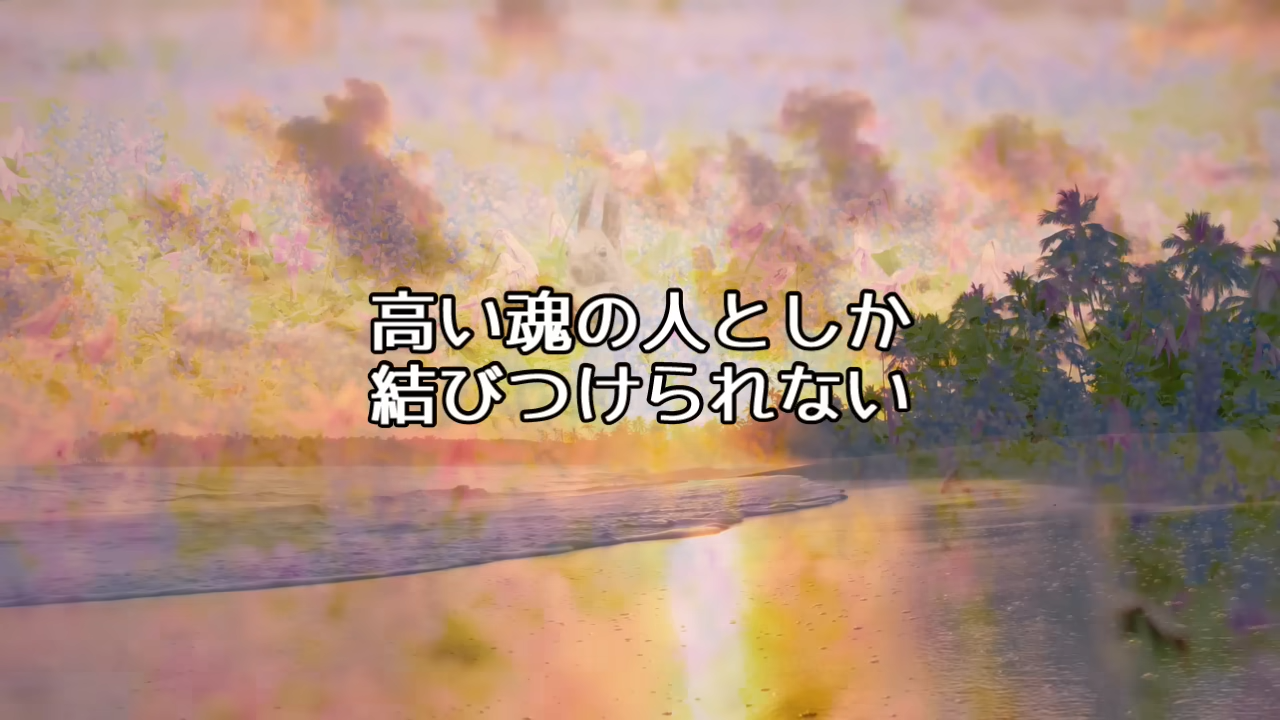 高い魂の人としか
結びつけられない